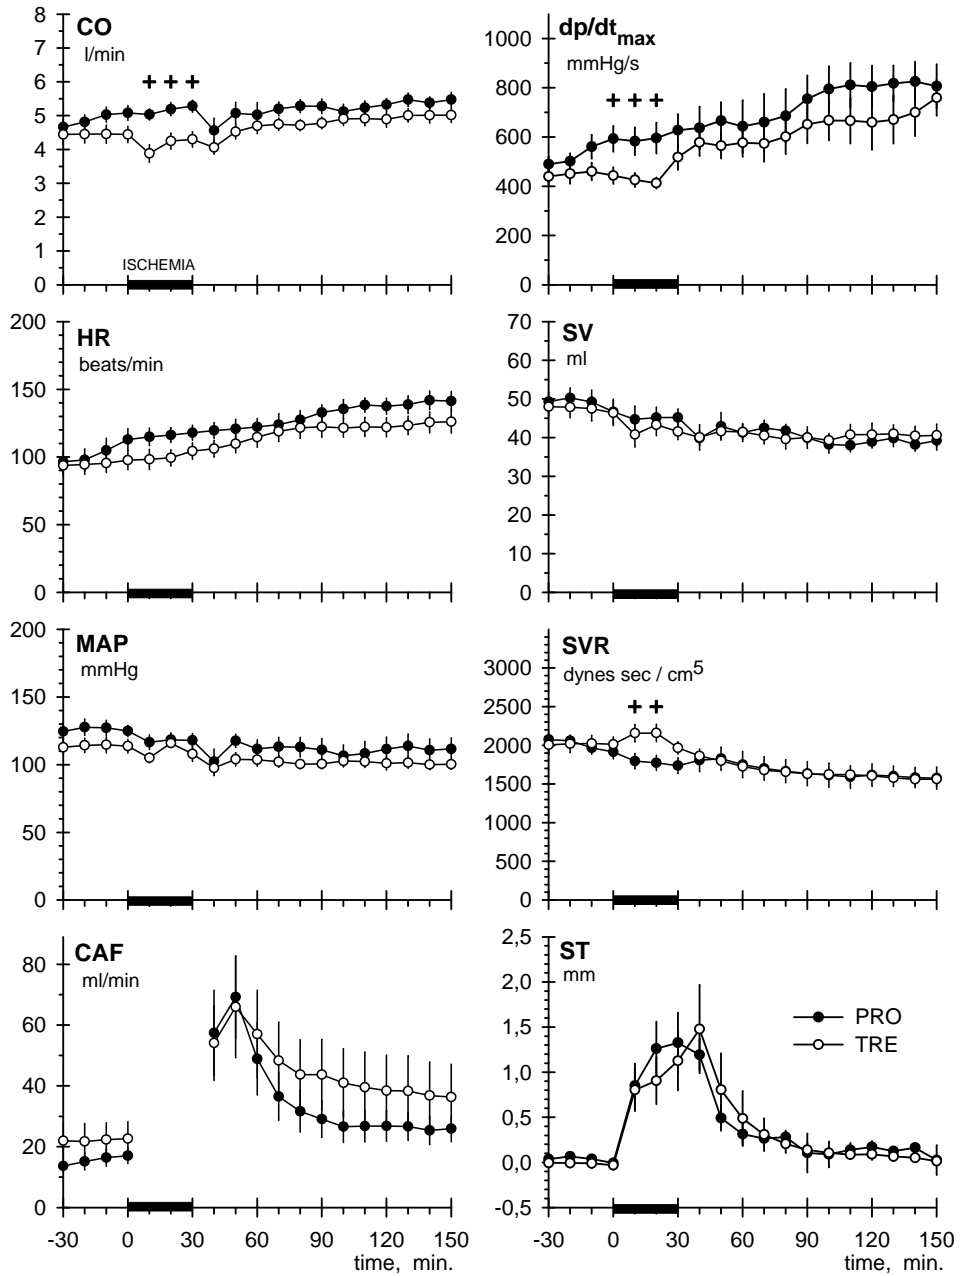 CO
l/min
8
7
6
5
4
3
2
1
0
+ + +
ISCHEMIA
dp/dtmax
mmHg/s
1000
800
600
400
200
0
+ + +
HR
beats/min
200
150
100
50
0
SV
ml
70
60
50
40
30
20
10
0
MAP
mmHg
200
150
100
50
0
SVR
dynes sec / cm5
3000
2500
2000
1500
1000
500
0
+ +
CAF
ml/min
80
60
40
20
0
-30 0 30 60 90 120 150
time, min.
ST
mm
2,5
2,0
1,5
1,0
0,5
0,0
-0,5
PRO
TRE
-30 0 30 60 90 120 150
time, min.